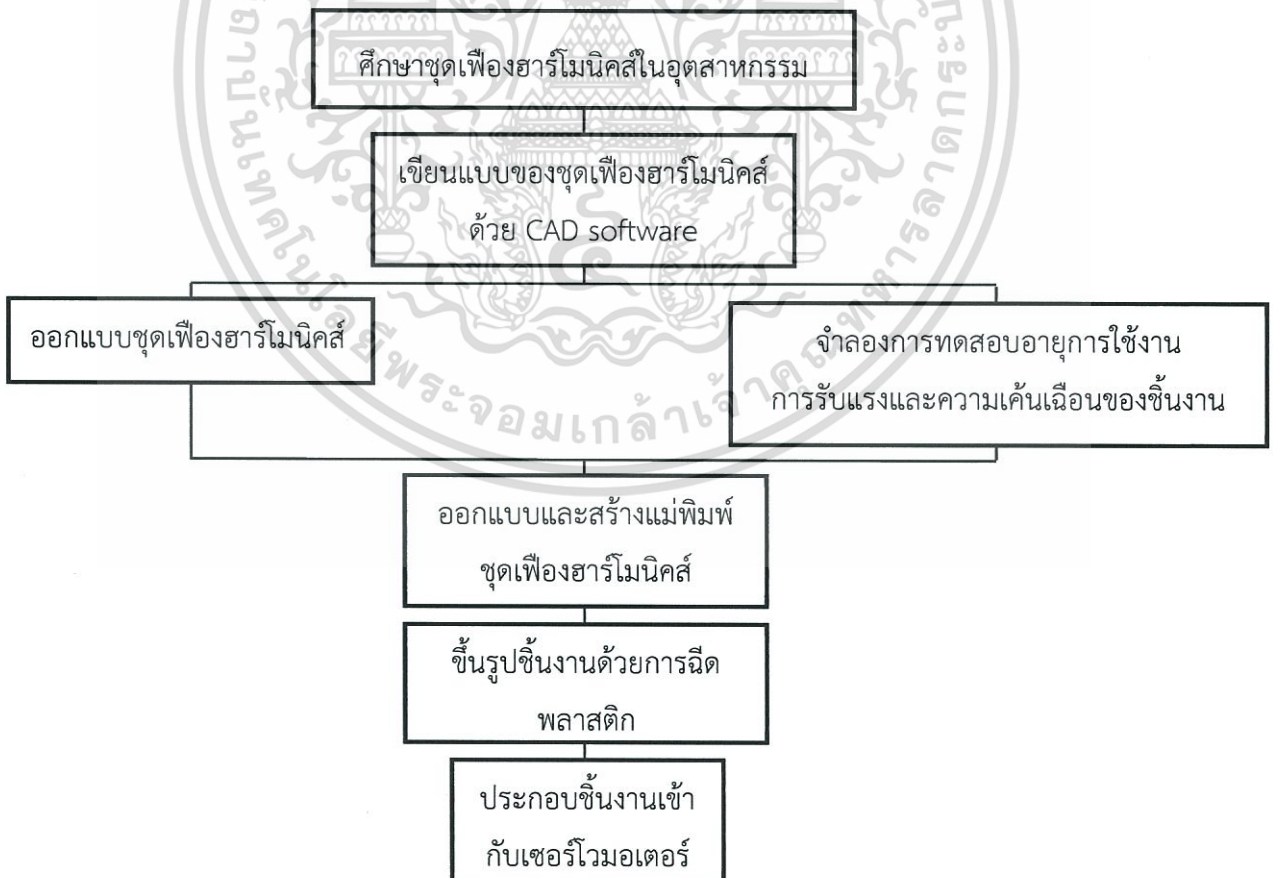 ศึกษาชุดเฟืองฮาร์โมนิคส์ในอุตสาหกรรม
เขียนแบบของชุดเฟืองฮาร์โมนิคส์
ด้วย CAD software
ออกแบบชุดเฟืองฮาร์โมนิคส์
จำลองการทดสอบอายุการใช้งาน
การรับแรงและความเค้นเฉือนของชิ้นงาน
ออกแบบและสร้างแม่พิมพ์
ชุดเฟืองฮาร์โมนิคส์
ขึ้นรูปชิ้นงานด้วยการฉีด
พลาสติก
ประกอบชิ้นงานเข้า
กับเซอร์โวมอเตอร์